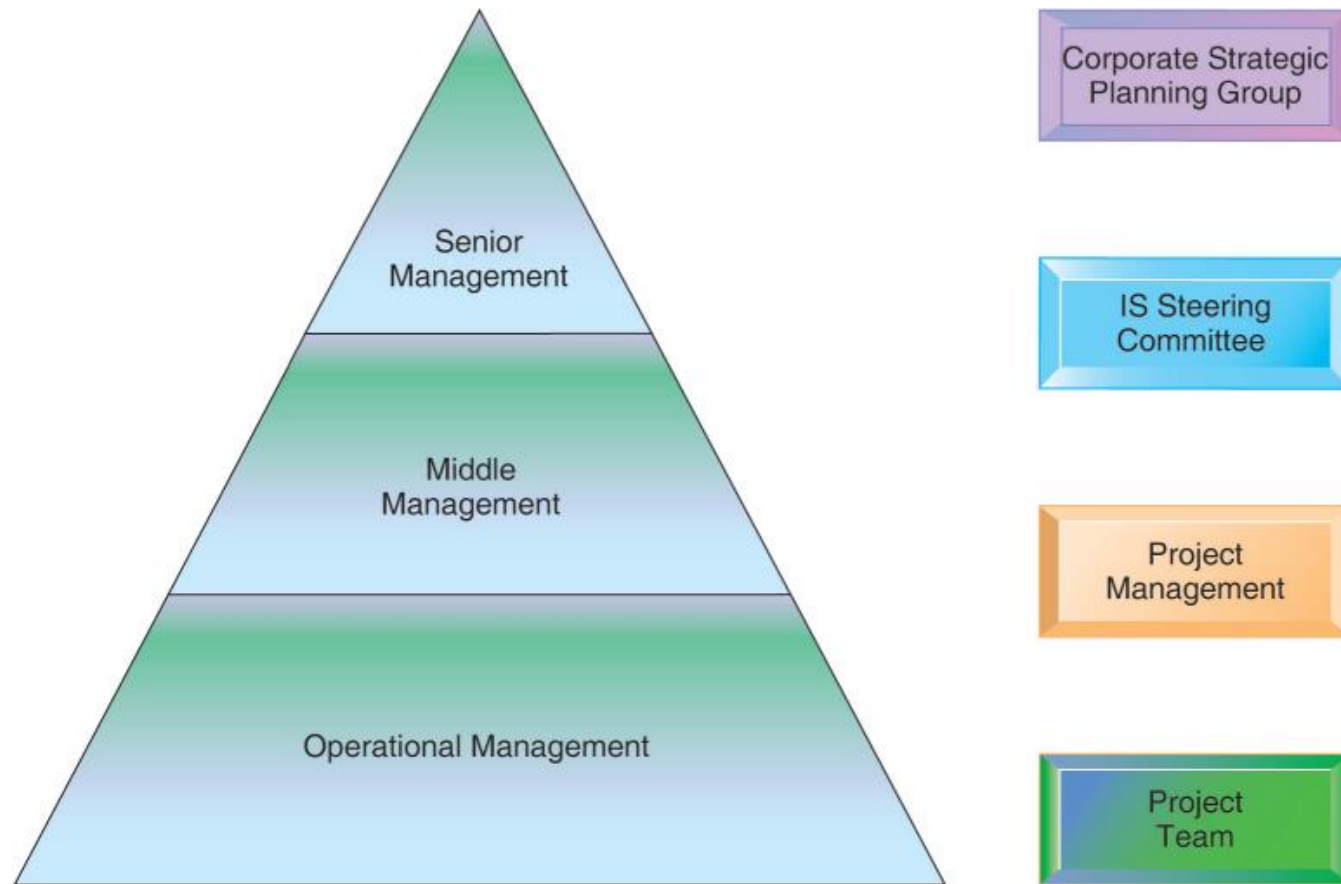 Senior
Management
Middle
Management
Operational Management
Corporate Strategic
Planning Group
IS Steering
Committee
Project
Management
Project
Team